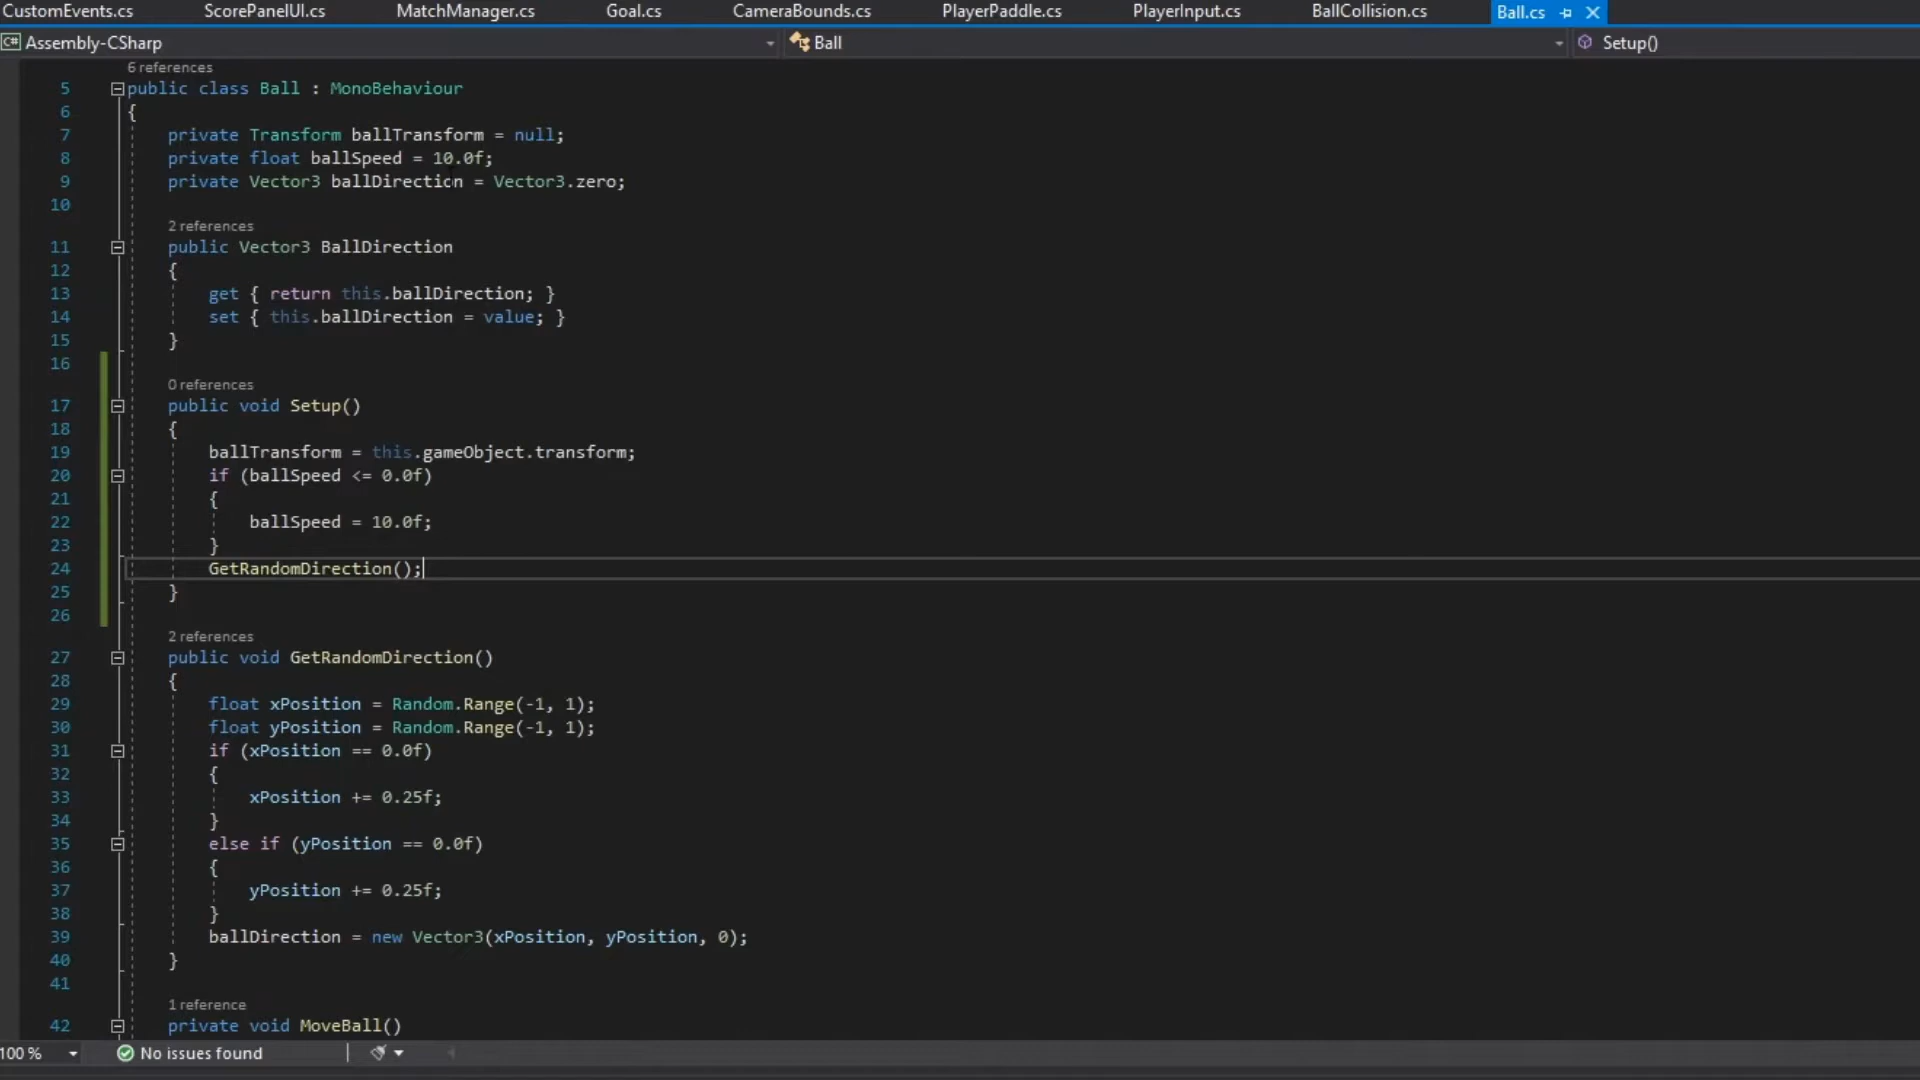 CustomEvents.cs ScorePanelUI.cs MatchManager.cs Goal.cs CameraBounds.cs PlayerPaddle.cs PlayerInput.cs BallCollision.cs Ball.cs
C# Assembly-CSharp Ball Setup()
6 references
5 public class Ball : MonoBehaviour
6 {
7 private Transform ballTransform = null;
8 private float ballSpeed = 10.0f;
9 private Vector3 ballDirection = Vector3.zero;
10
2 references
11 public Vector3 BallDirection
12 {
13 get { return this.ballDirection; }
14 set { this.ballDirection = value; }
15 }
16
0 references
17 public void Setup()
18 {
19 ballTransform = this.gameObject.transform;
20 if (ballSpeed <= 0.0f)
21 {
22 ballSpeed = 10.0f;
23 }
24 GetRandomDirection();
25 }
26
2 references
27 public void GetRandomDirection()
28 {
29 float xPosition = Random.Range(-1, 1);
30 float yPosition = Random.Range(-1, 1);
31 if (xPosition == 0.0f)
32 {
33 xPosition += 0.25f;
34 }
35 else if (yPosition == 0.0f)
36 {
37 yPosition += 0.25f;
38 }
39 ballDirection = new Vector3(xPosition, yPosition, 0);
40 }
41
1 reference
42 private void MoveBall()
100 % No issues found